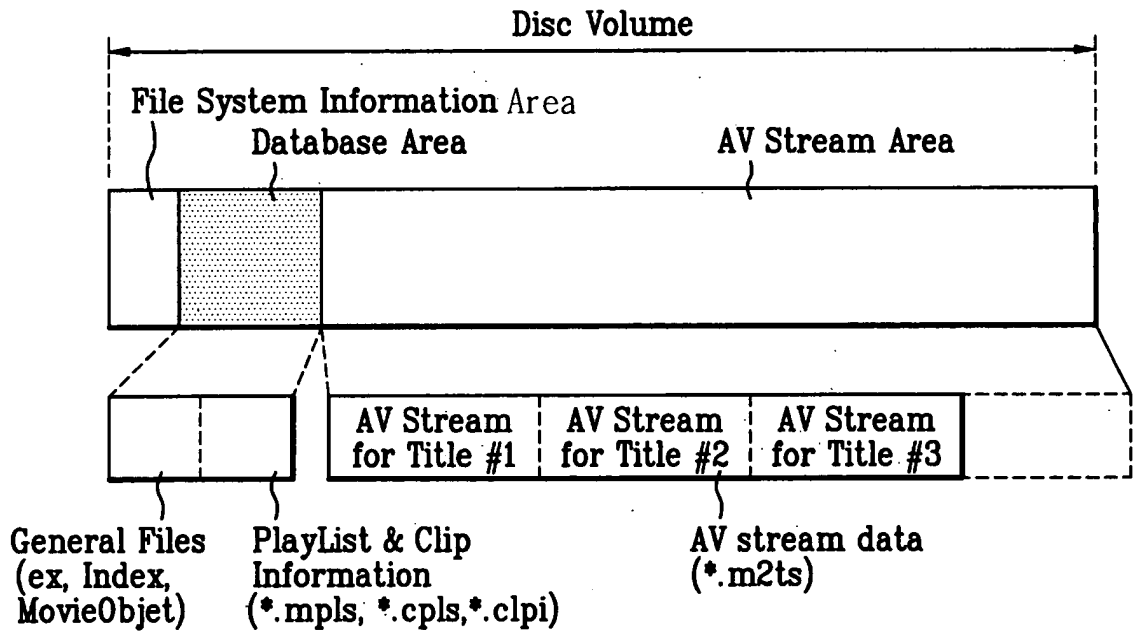 Disc Volume
File System Information Area
Database Area
AV Stream Area
AV Stream
for Title #1
AV Stream
for Title #2
AV Stream
for Title #3
General Files
(ex, Index,
MovieObjet)
PlayList & Clip
Information
(*.mpls, *.cpls,*.clpi)
AV stream data
(*.m2ts)